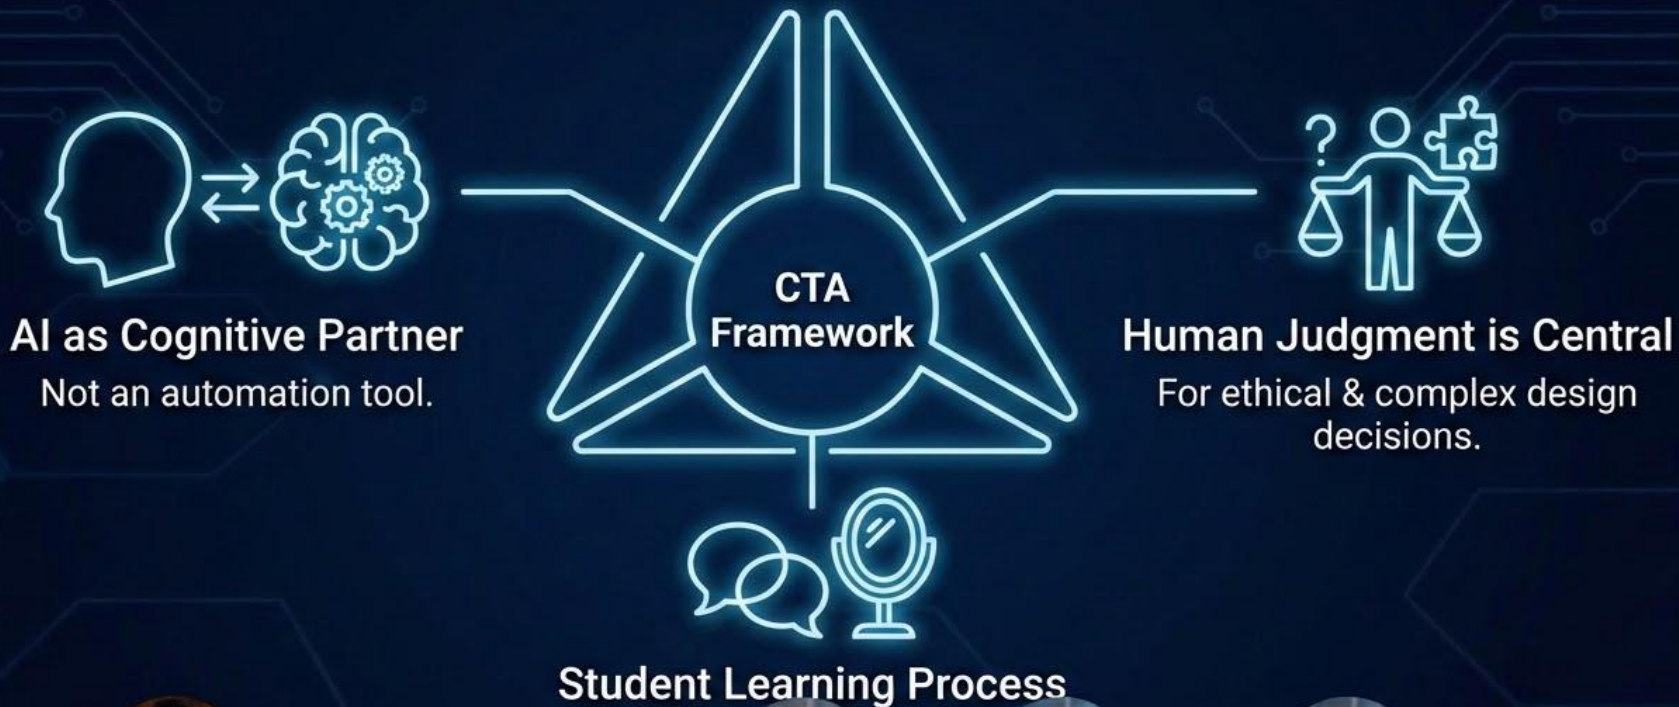 CTA
Framework
AI as Cognitive Partner
Not an automation tool.
?
Human Judgment is Central
For ethical & complex design
decisions.
Student Learning Process